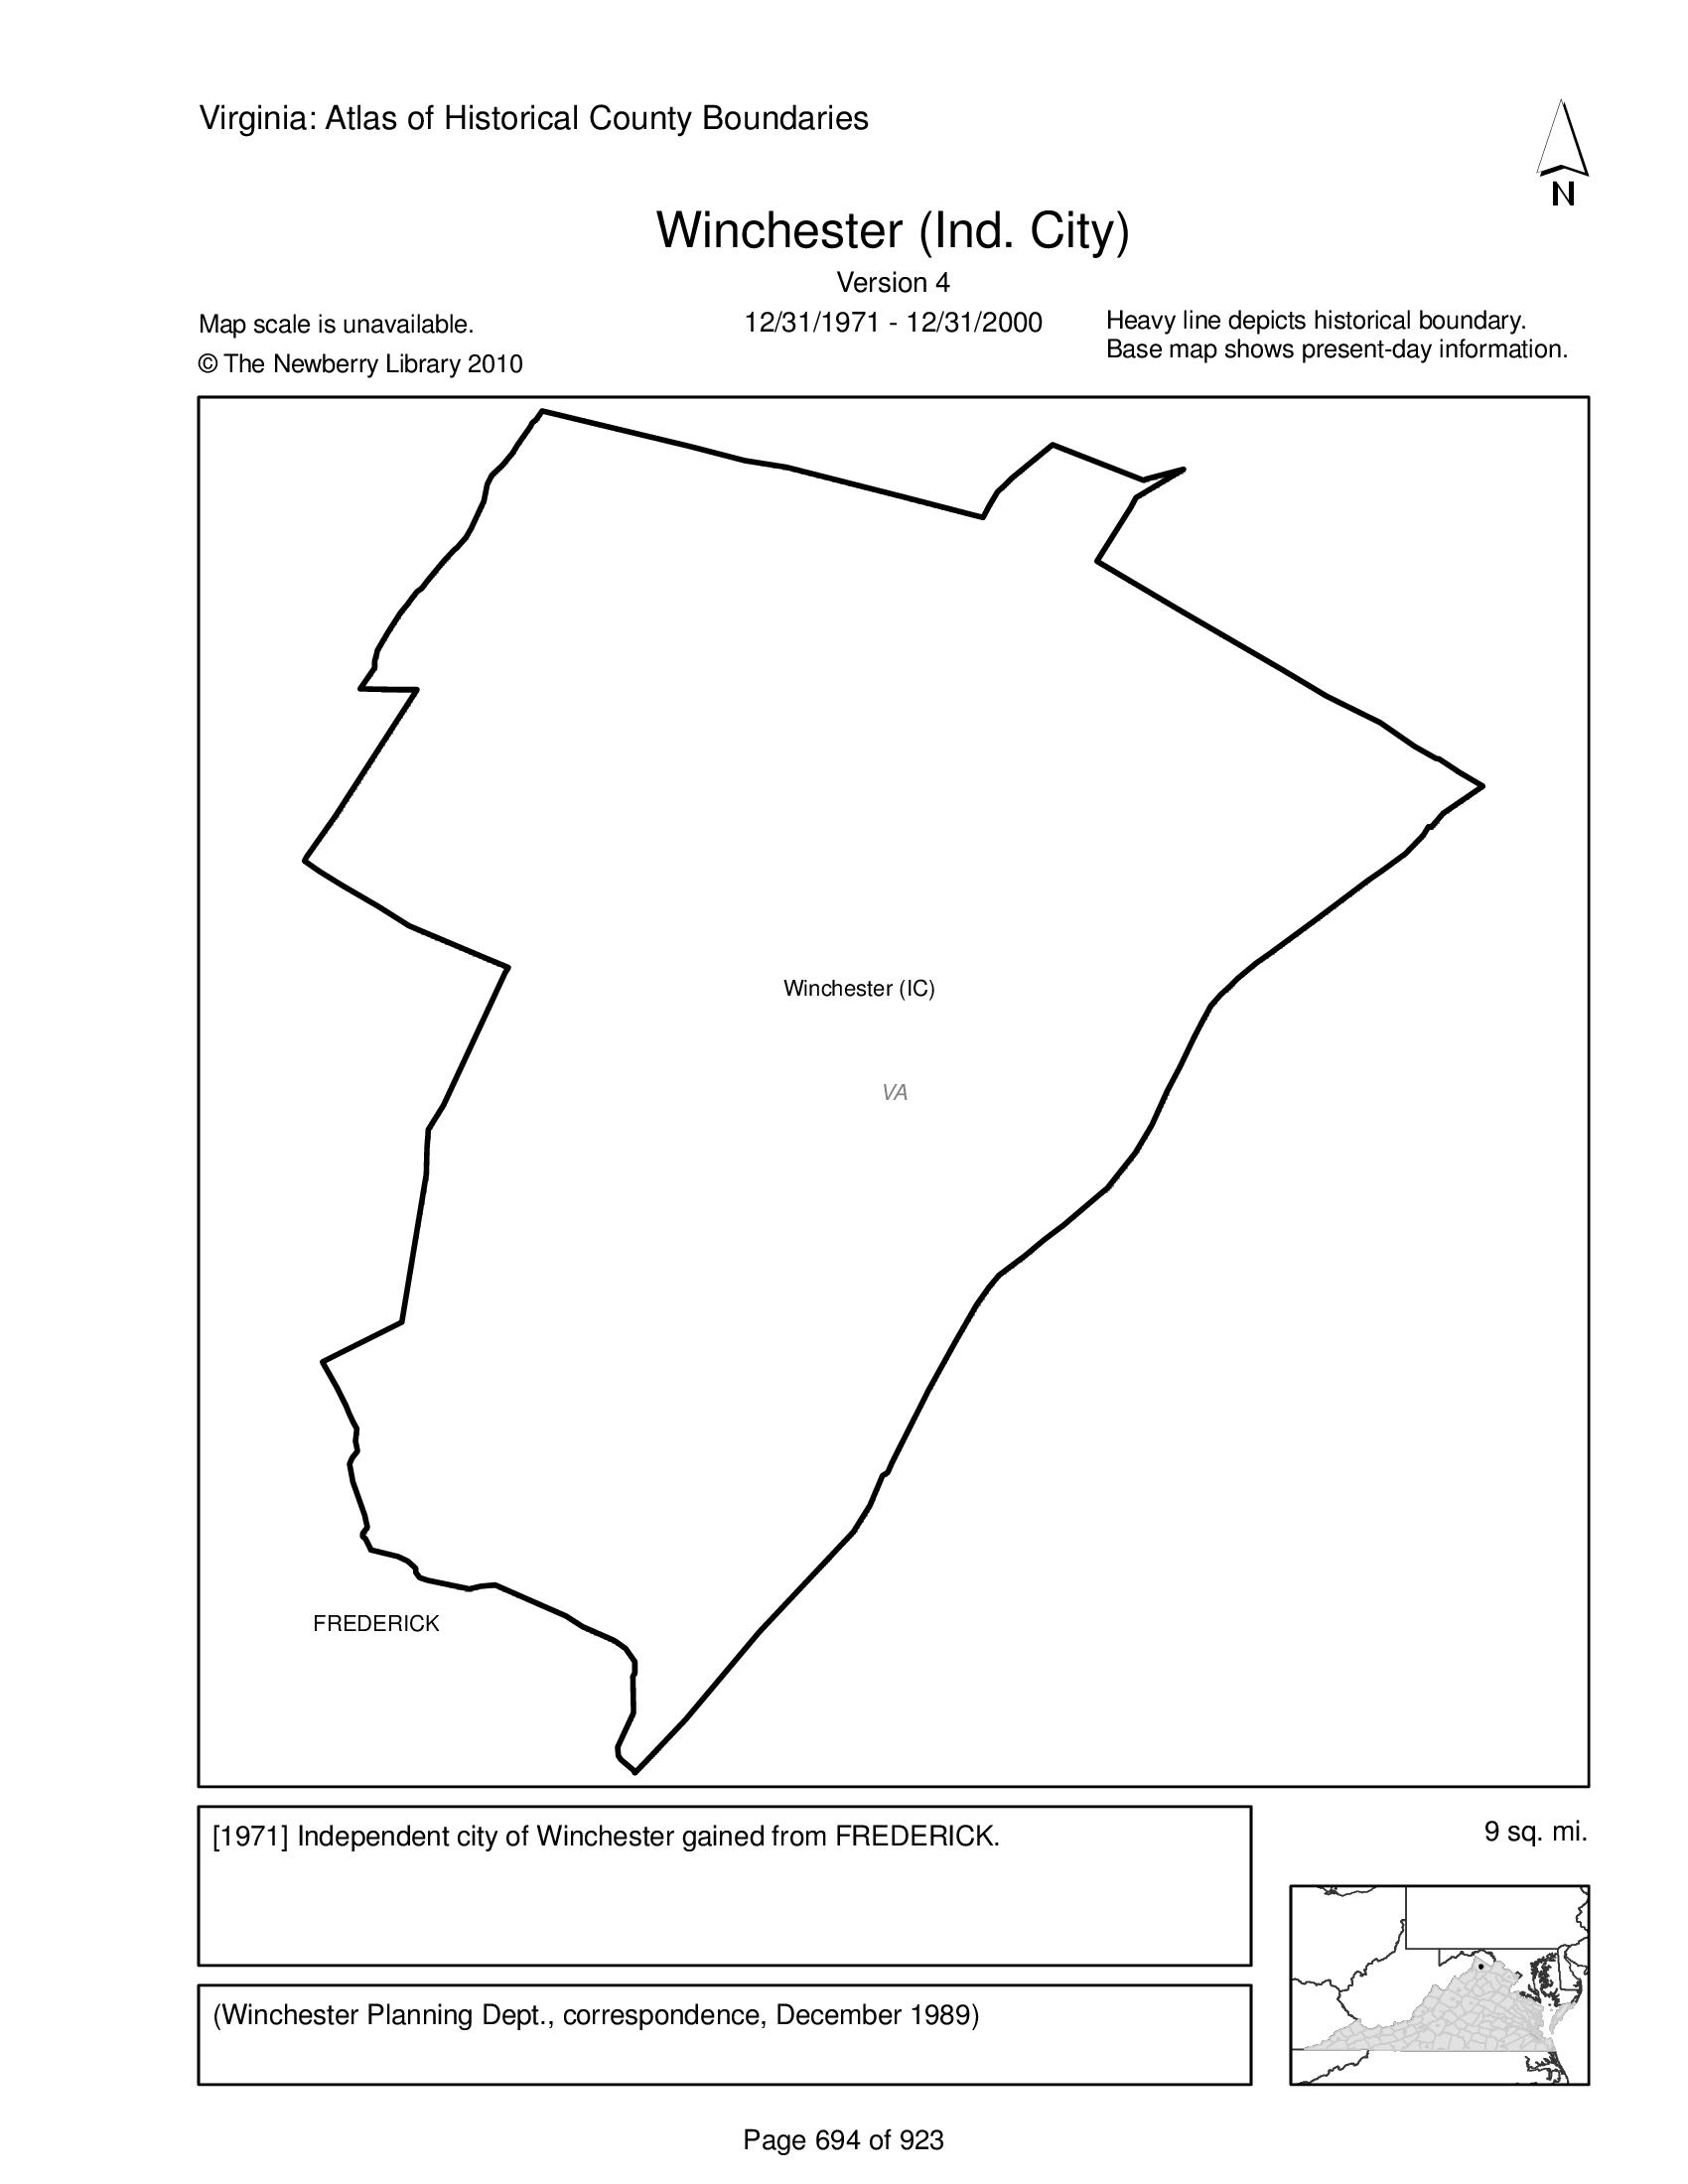 Virginia: Atlas of Historical County Boundaries
N
Winchester (Ind. City)
Version 4
12/31/1971 - 12/31/2000
Map scale is unavailable.
© The Newberry Library 2010
Heavy line depicts historical boundary.
Base map shows present-day information.
Winchester (IC)
VA
FREDERICK
[1971] Independent city of Winchester gained from FREDERICK.
9 sq. mi.
(Winchester Planning Dept., correspondence, December 1989)
Page 694 of 923